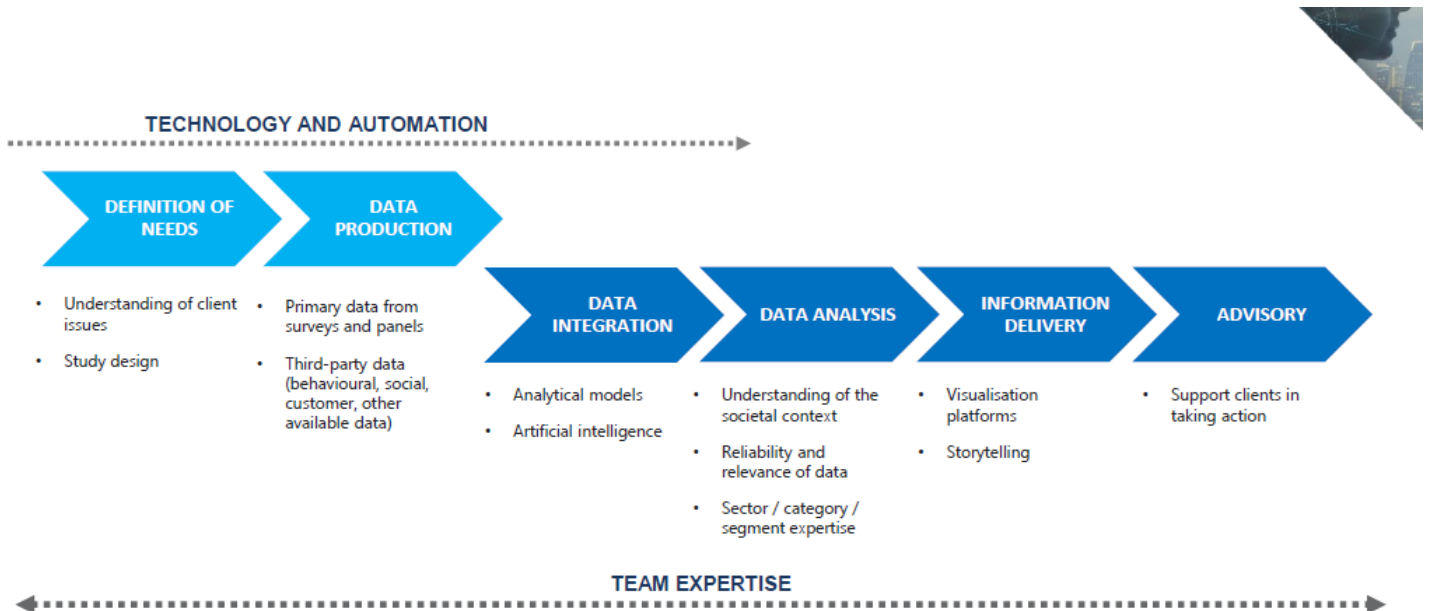 TECHNOLOGY AND AUTOMATION
DEFINITION OF
NEEDS
DATA
PRODUCTION
• Understanding of client
issues
• Study design
• Primary data from
surveys and panels
• Third-party data
(behavioural, social,
customer, other
available data)
DATA
INTEGRATION
DATA ANALYSIS
INFORMATION
DELIVERY
ADVISORY
• Analytical models
• Artificial intelligence
• Understanding of the
societal context
• Reliability and
relevance of data
• Sector / category /
segment expertise
• Visualisation
platforms
• Storytelling
• Support clients in
taking action
TEAM EXPERTISE